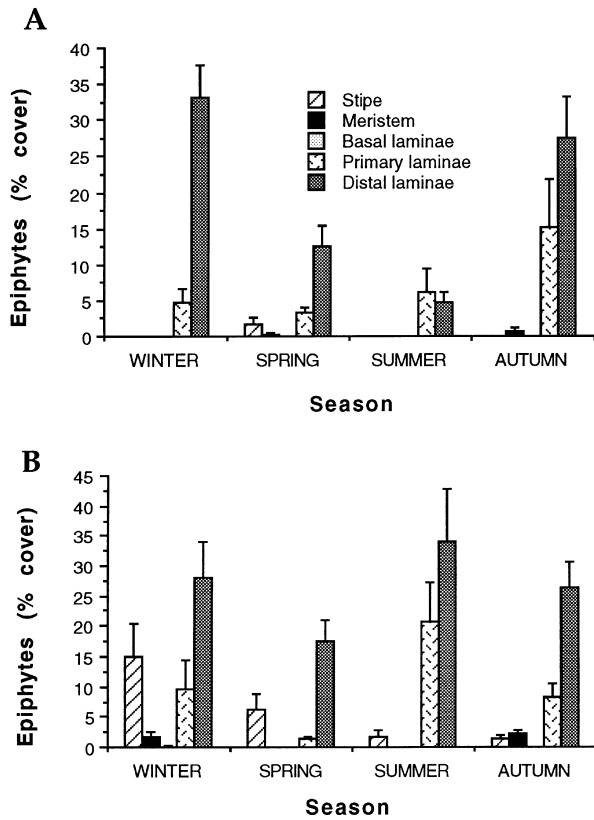 A
Epiphytes (% cover)
40
35
30
25
20
15
10
5
0
Stipe
Meristem
Basal laminae
Primary laminae
Distal laminae
WINTER SPRING SUMMER AUTUMN
Season
B
Epiphytes (% cover)
45
40
35
30
25
20
15
10
5
0
WINTER SPRING SUMMER AUTUMN
Season